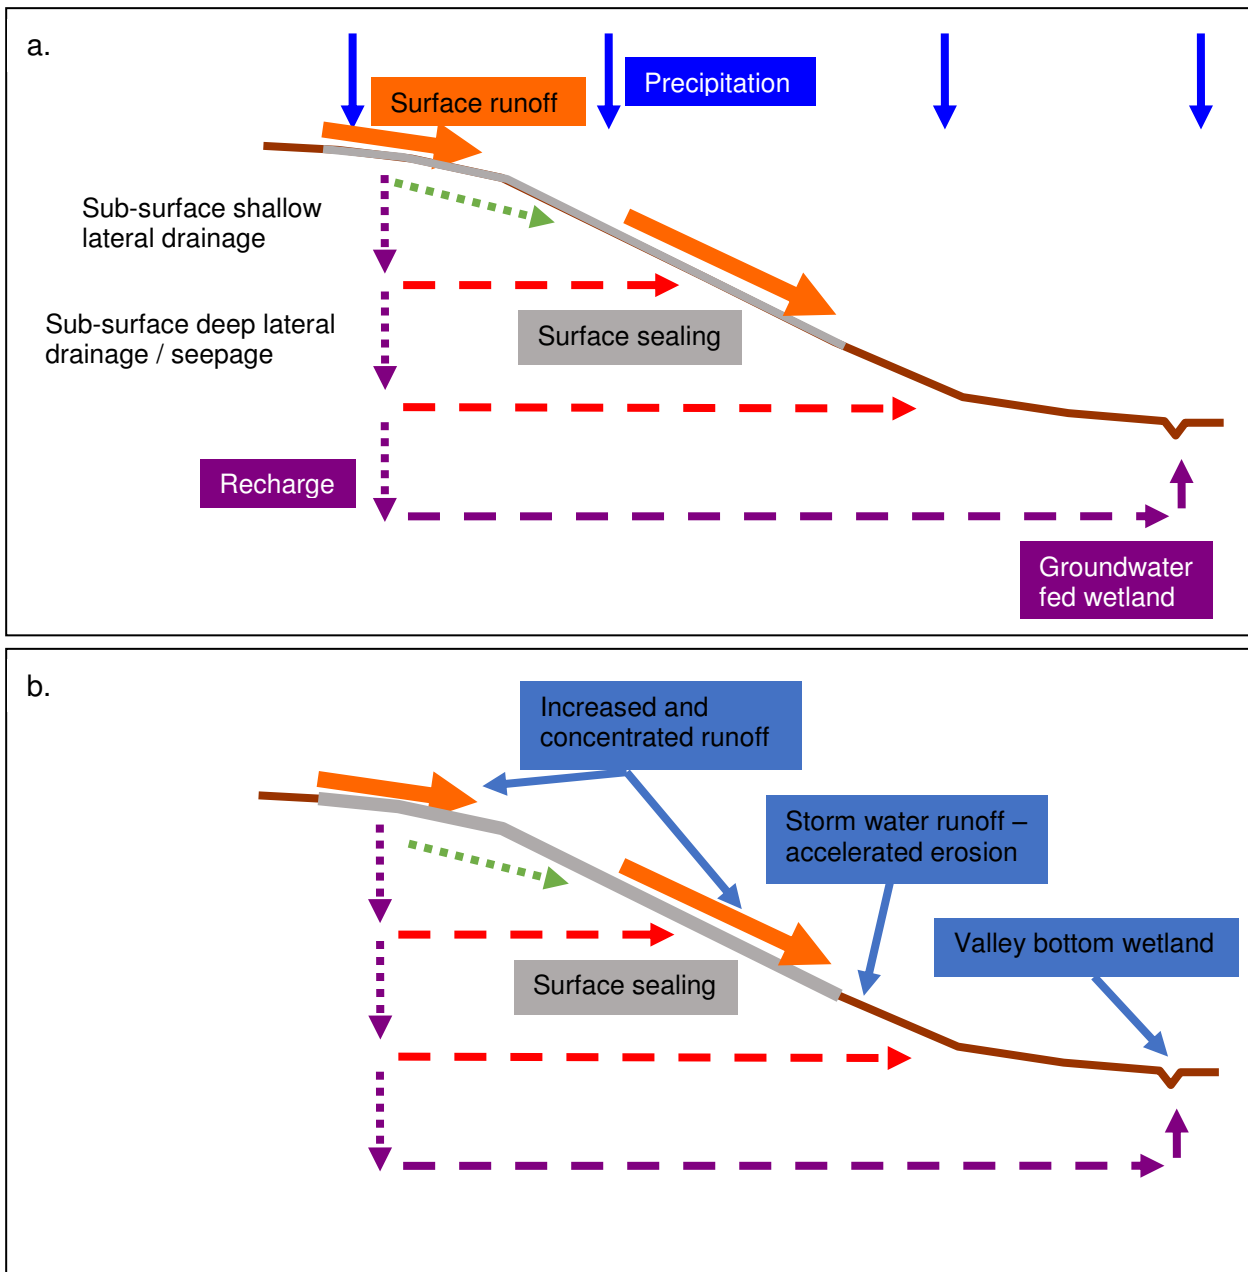 a.
Precipitation
Surface runoff
Sub-surface shallow
lateral drainage
Sub-surface deep lateral
drainage / seepage
Surface sealing
Recharge
Groundwater
fed wetland
b.
Increased and
concentrated runoff
Storm water runoff –
accelerated erosion
Valley bottom wetland
Surface sealing